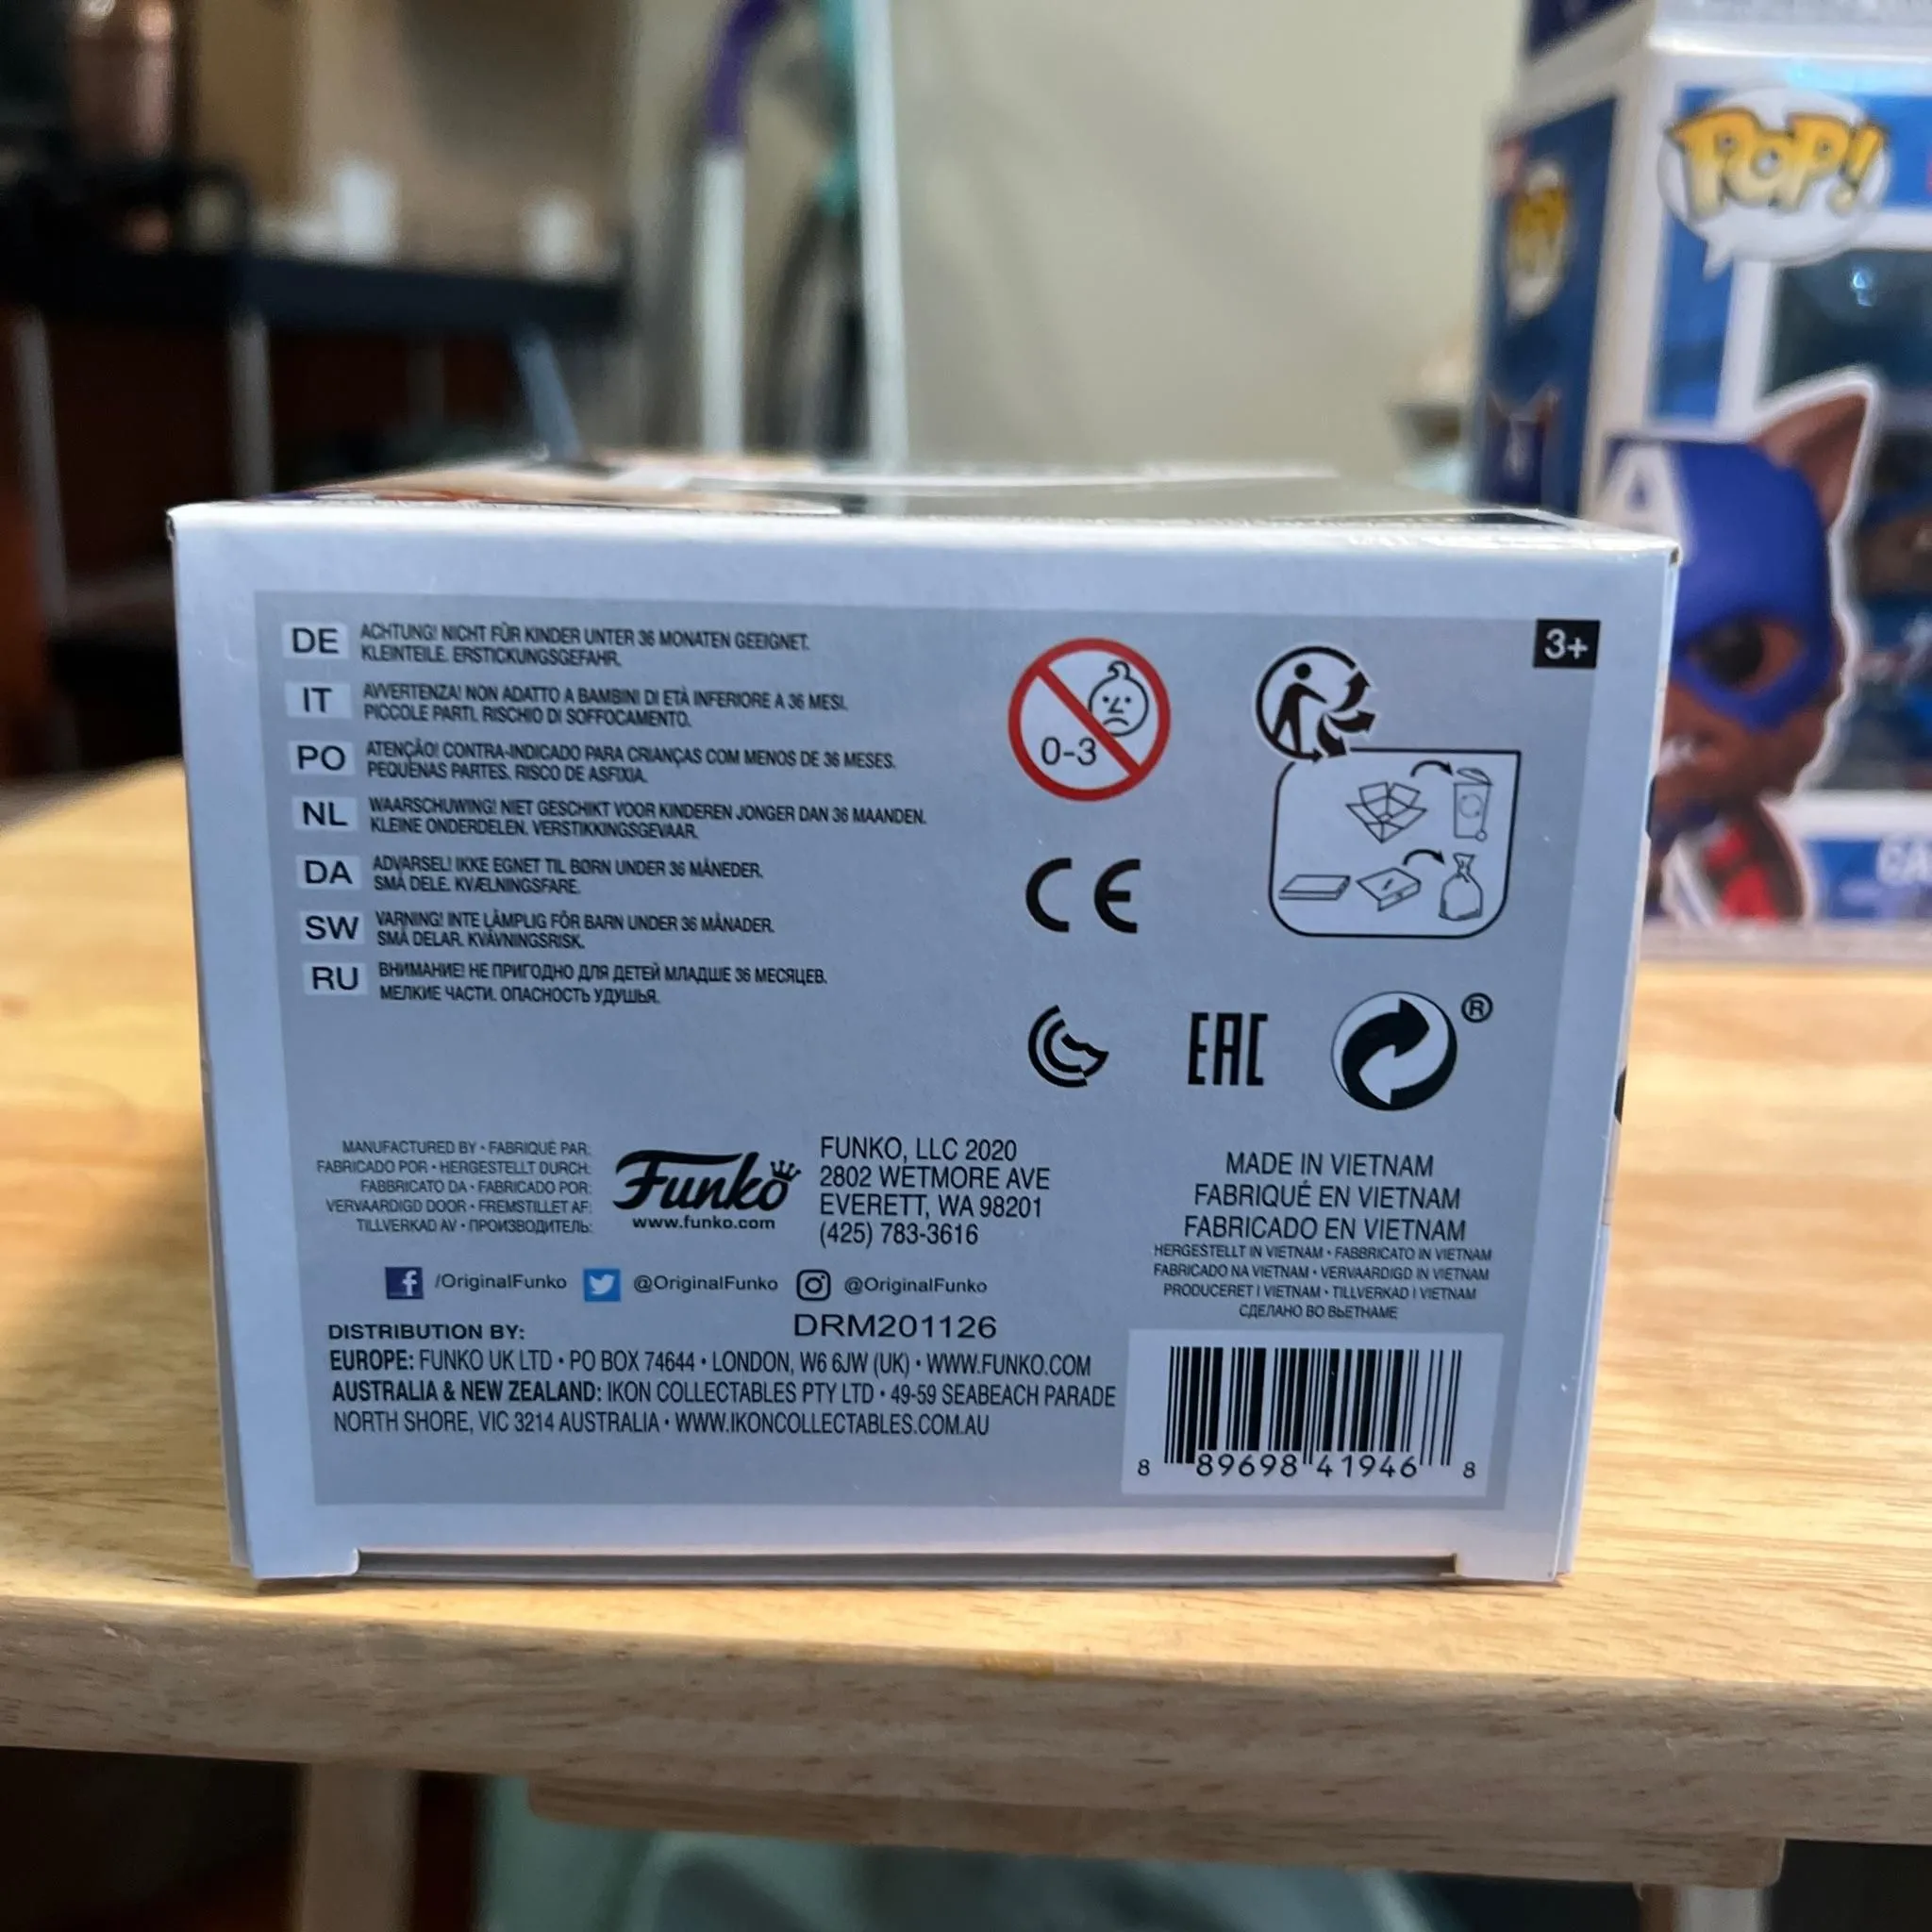 POP!
3+
DE
ACHTUNG! NICHT FÜR KINDER UNTER 36 MONATEN GEEIGNET.
KLEINTEILE. ERSTICKUNGSGEFAHR.
IT
AVVERTENZA! NON ADATTO A BAMBINI DI ETÀ INFERIORE A 36 MESI.
PICCOLE PARTI. RISCHIO DI SOFFOCAMENTO.
PO
ATENÇÃO! CONTRA-INDICADO PARA CRIANÇAS COM MENOS DE 36 MESES.
PEQUENAS PARTES. RISCO DE ASFIXIA.
NL
WAARSCHUWING! NIET GESCHIKT VOOR KINDEREN JONGER DAN 36 MAANDEN.
KLEINE ONDERDELEN. VERSTIKKINGSGEVAAR.
DA
ADVARSEL! IKKE EGNET TIL BØRN UNDER 36 MÅNEDER.
SMÅ DELE. KVÆLNINGSFARE.
SW
VARNING! INTE LÄMPLIG FÖR BARN UNDER 36 MÅNADER.
SMÅ DELAR. KVÄVNINGSRISK.
RU
ВНИМАНИЕ! НЕ ПРИГОДНО ДЛЯ ДЕТЕЙ МЛАДШЕ 36 МЕСЯЦЕВ.
МЕЛКИЕ ЧАСТИ. ОПАСНОСТЬ УДУШЬЯ.
0-3
CE
EAC
®
MANUFACTURED BY • FABRIQUÉ PAR:
FABRICADO POR • HERGESTELLT DURCH:
FABBRICATO DA • FABRICADO POR:
VERVAARDIGD DOOR • FREMSTILLET AF:
TILLVERKAD AV • ПРОИЗВОДИТЕЛЬ:
Funko
www.funko.com
FUNKO, LLC 2020
2802 WETMORE AVE
EVERETT, WA 98201
(425) 783-3616
MADE IN VIETNAM
FABRIQUÉ EN VIETNAM
FABRICADO EN VIETNAM
HERGESTELLT IN VIETNAM • FABBRICATO IN VIETNAM
FABRICADO NA VIETNAM • VERVAARDIGD IN VIETNAM
PRODUCERET I VIETNAM • TILLVERKAD I VIETNAM
СДЕЛАНО ВО ВЬЕТНАМЕ
/OriginalFunko @OriginalFunko @OriginalFunko
DRM201126
DISTRIBUTION BY:
EUROPE: FUNKO UK LTD • PO BOX 74644 • LONDON, W6 6JW (UK) • WWW.FUNKO.COM
AUSTRALIA & NEW ZEALAND: IKON COLLECTABLES PTY LTD • 49-59 SEABEACH PARADE
NORTH SHORE, VIC 3214 AUSTRALIA • WWW.IKONCOLLECTABLES.COM.AU
8 89698 41946 8
A